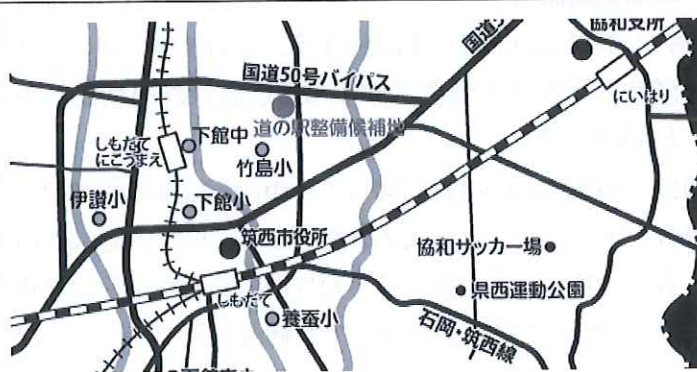 協和支所
国道5
国道50号バイパス
にいはり
道の駅整備候補地
しもだて
にこうまえ
下館中
竹島小
伊讃小
下館小
筑西市役所
協和サッカー場
県西運動公園
しもだて
養蚕小
石岡・筑西線